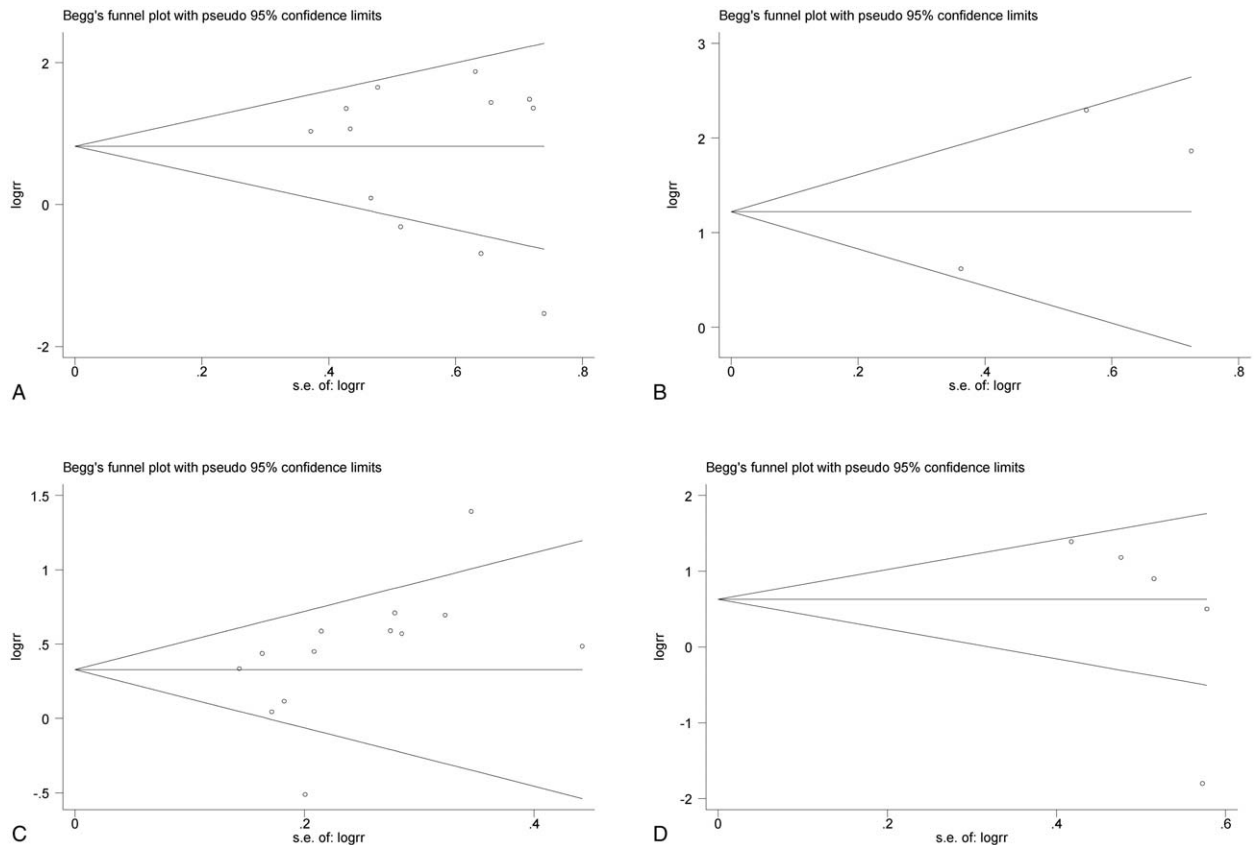 Begg's funnel plot with pseudo 95% confidence limits
2
0
-2
logrr
0
.2
.4
.6
.8
s.e. of: logrr
A
Begg's funnel plot with pseudo 95% confidence limits
3
2
1
0
logrr
0
.2
.4
.6
.8
s.e. of: logrr
B
Begg's funnel plot with pseudo 95% confidence limits
1.5
1
.5
0
-.5
logrr
0
.2
.4
s.e. of: logrr
C
Begg's funnel plot with pseudo 95% confidence limits
2
1
0
-1
-2
logrr
0
.2
.4
.6
s.e. of: logrr
D